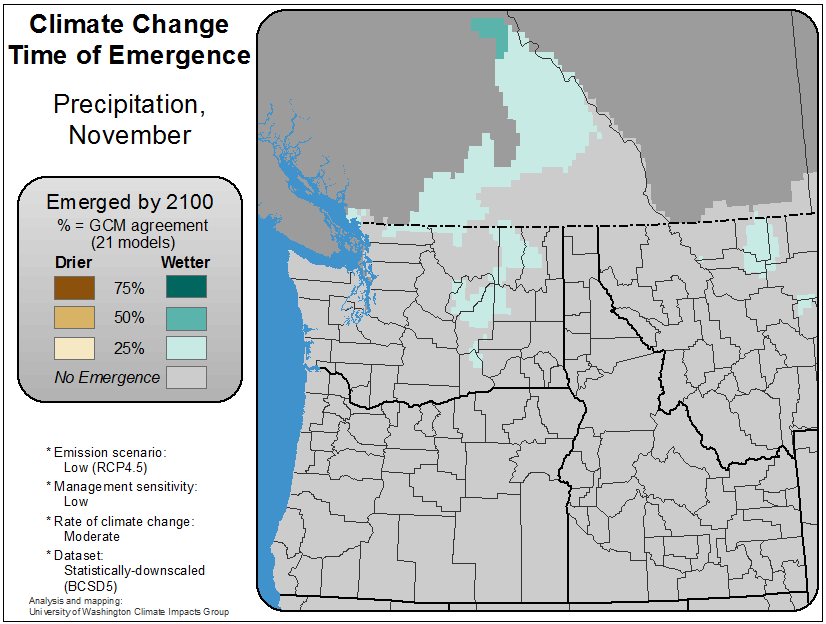 Climate Change
Time of Emergence
Precipitation,
November
Emerged by 2100
% = GCM agreement
(21 models)
Drier Wetter
75%
50%
25%
No Emergence
* Emission scenario:
Low (RCP4.5)
* Management sensitivity:
Low
* Rate of climate change:
Moderate
* Dataset:
Statistically-downscaled
(BCSD5)
Analysis and mapping:
University of Washington Climate Impacts Group